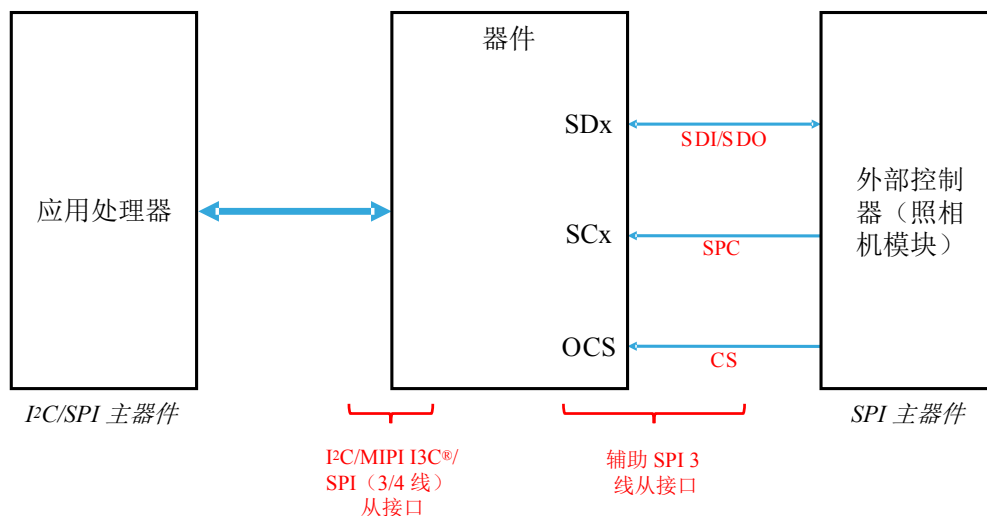 器件
SDx
SDI/SDO
应用处理器
外部控制
器（照相
机模块）
SCx
SPC
OCS
CS
I²C/SPI 主器件
SPI 主器件
I²C/MIPI I3C®/
SPI（3/4 线）
从接口
辅助 SPI 3
线从接口